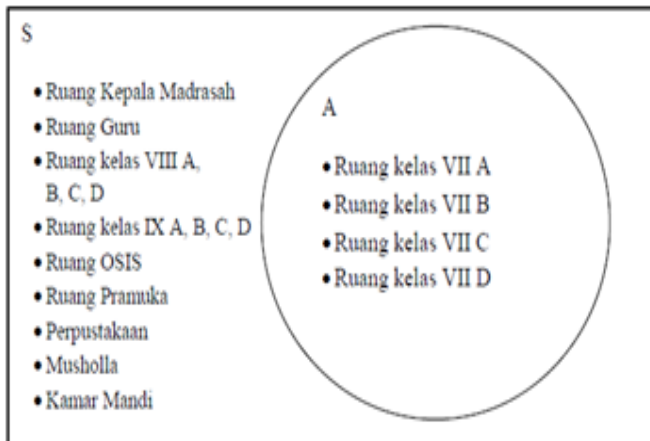 S
• Ruang Kepala Madrasah
• Ruang Guru
• Ruang kelas VIII A,
B, C, D
• Ruang kelas IX A, B, C, D
• Ruang OSIS
• Ruang Pramuka
• Perpustakaan
• Musholla
• Kamar Mandi
A
• Ruang kelas VII A
• Ruang kelas VII B
• Ruang kelas VII C
• Ruang kelas VII D